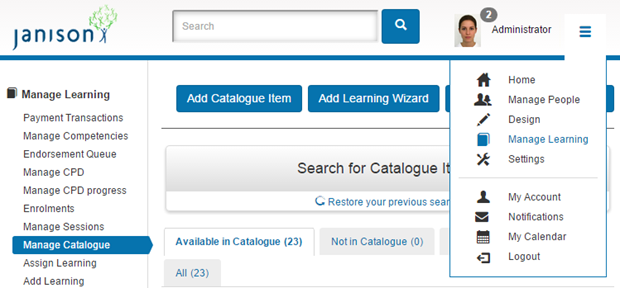 JANISON
Search
2
Administrator
Home
Manage People
Design
Manage Learning
Settings
My Account
Notifications
My Calendar
Logout
Manage Learning
Payment Transactions
Manage Competencies
Endorsement Queue
Manage CPD
Manage CPD progress
Enrolments
Manage Sessions
Manage Catalogue
Assign Learning
Add Learning
Add Catalogue Item
Add Learning Wizard
Search for Catalogue
Restore your previous
Available in Catalogue (23)
Not in Catalogue (0)
All (23)